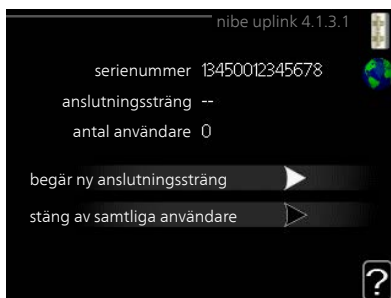 nibe uplink 4.1.3.1
serienummer 13450012345678
anslutningssträng --
antal användare 0
begär ny anslutningssträng
stäng av samtliga användare
?